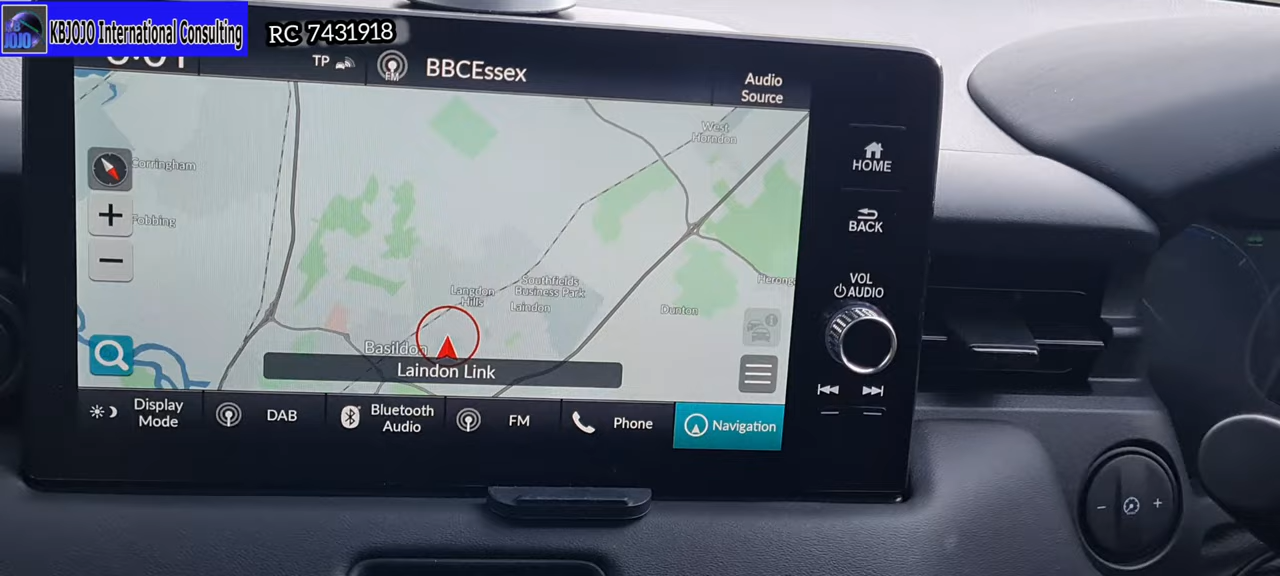 KBJOJO International Consulting
RC 7431918
TP
FM
BBCEssex
Audio
Source
West
Horndon
Corringham
Fobbing
+
−
Langdon
Hills
Southfields
Business Park
Laindon
Dunton
Basildon
Laindon Link
Display
Mode
DAB
Bluetooth
Audio
FM
Phone
Navigation
HOME
BACK
VOL
AUDIO
− +